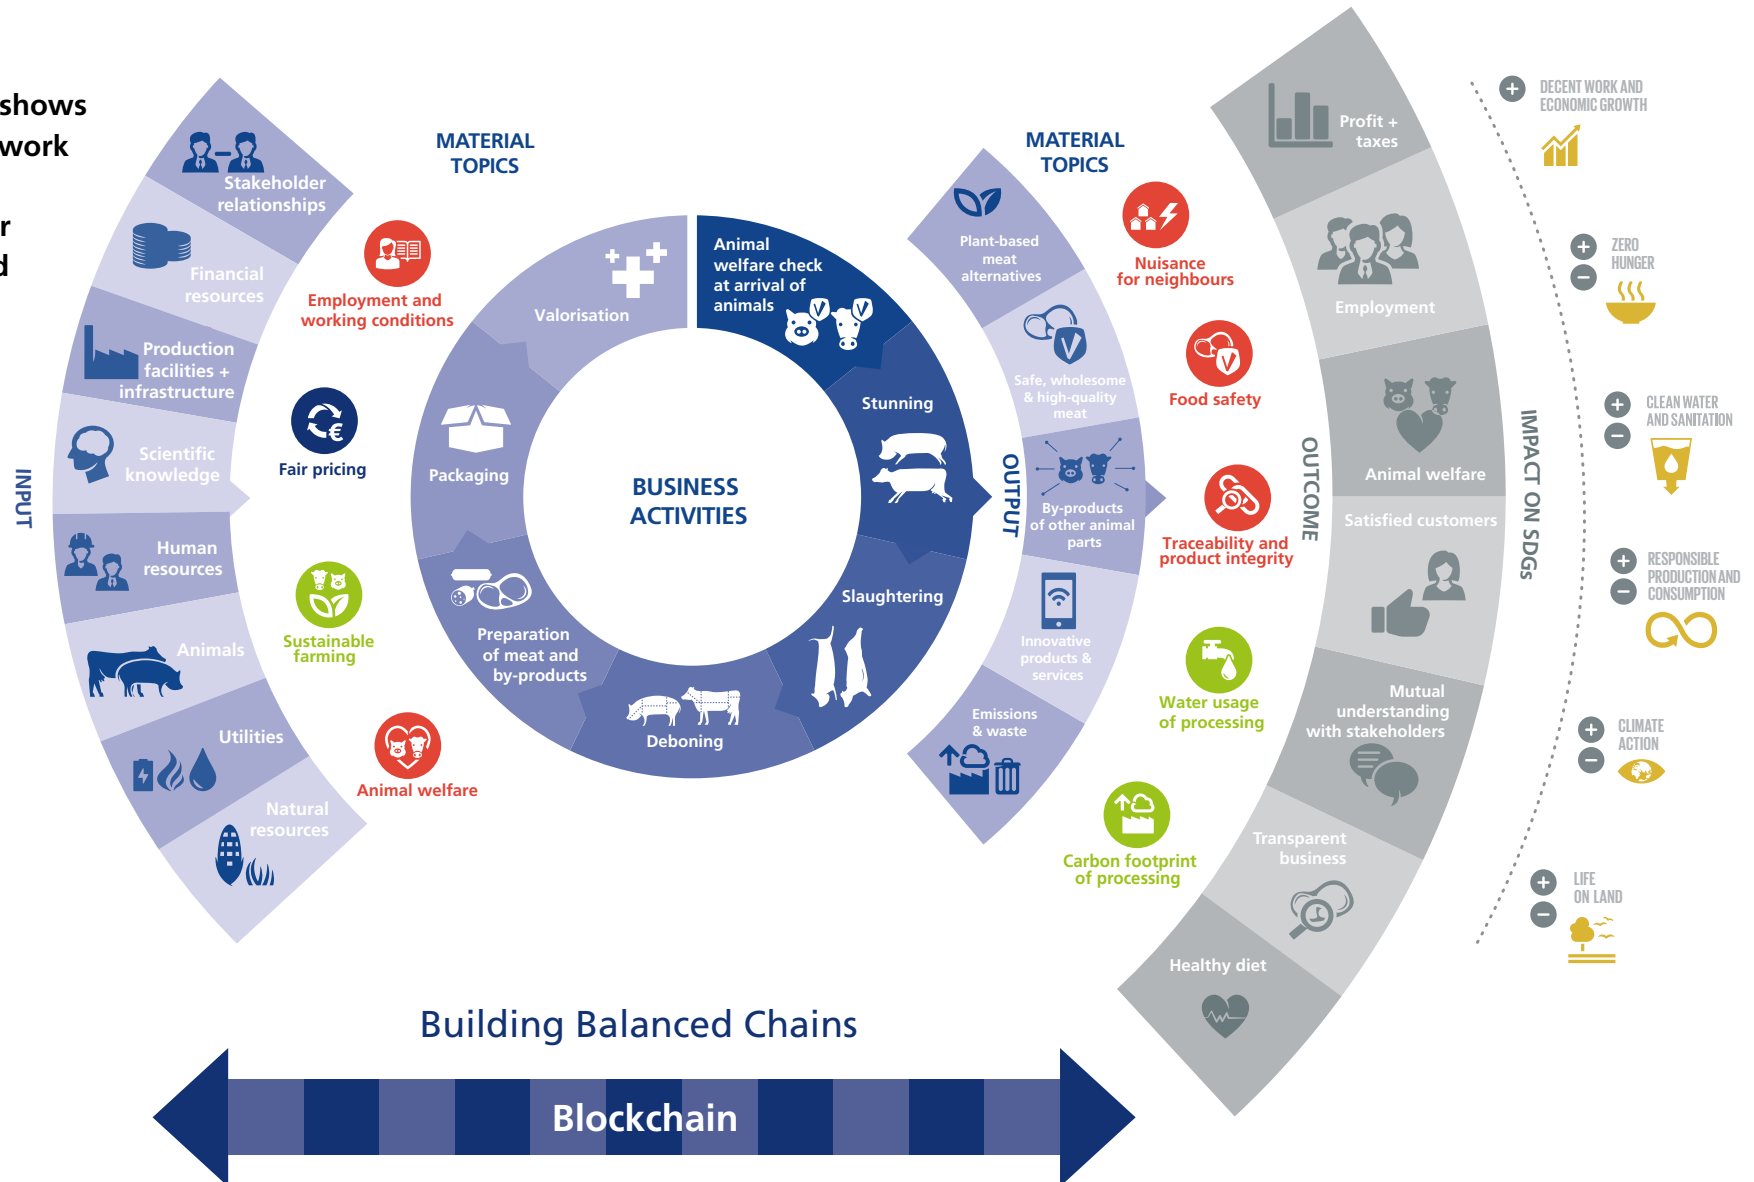 shows
work
r
d
INPUT
Stakeholder
relationships
Financial
resources
Production
facilities +
infrastructure
Scientific
knowledge
Human
resources
Animals
Utilities
Natural
resources
MATERIAL
TOPICS
Employment and
working conditions
Fair pricing
€
Sustainable
farming
Animal welfare
BUSINESS
ACTIVITIES
Animal
welfare check
at arrival of
animals
Stunning
Slaughtering
Deboning
Preparation
of meat and
by-products
Packaging
Valorisation
OUTPUT
Plant-based
meat
alternatives
Safe, wholesome
& high-quality
meat
By-products
of other animal
parts
Innovative
products &
services
Emissions
& waste
MATERIAL
TOPICS
Nuisance
for neighbours
Food safety
Traceability and
product integrity
Water usage
of processing
Carbon footprint
of processing
OUTCOME
Profit +
taxes
Employment
Animal welfare
Satisfied customers
Mutual
understanding
with stakeholders
Transparent
business
Healthy diet
IMPACT ON SDGs
+
DECENT WORK AND
ECONOMIC GROWTH
+
−
ZERO
HUNGER
+
−
CLEAN WATER
AND SANITATION
+
−
RESPONSIBLE
PRODUCTION AND
CONSUMPTION
+
−
CLIMATE
ACTION
+
−
LIFE
ON LAND
Building Balanced Chains
Blockchain